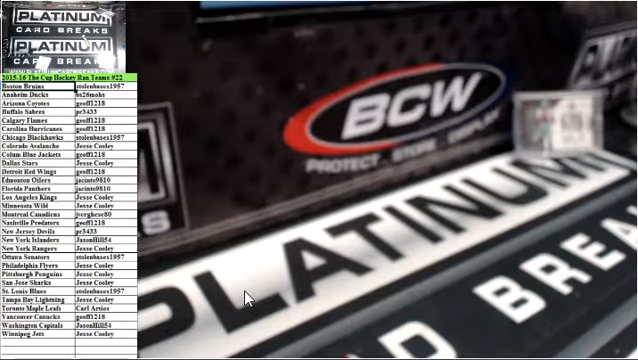 PLATINUM
CARD BREAKS
PLATINUM
CARD BREAKS
WWW.PLATINUMCARDBREAKS.COM
2015-16 The Cup Hockey Ran Teams #22
Boston Bruins stolenbases1957
Anaheim Ducks
Arizona Coyotes geoff1218
Buffalo Sabres pr3433
Calgary Flames geoff1218
Carolina Hurricanes geoff1218
Chicago Blackhawks stolenbases1957
Colorado Avalanche Jesse Cooley
Colum Blue Jackets geoff1218
Dallas Stars Jesse Cooley
Detroit Red Wings geoff1218
Edmonton Oilers jacinto9810
Florida Panthers jacinto9810
Los Angeles Kings Jesse Cooley
Minnesota Wild Jesse Cooley
Montreal Canadiens jverghese80
Nashville Predators geoff1218
New Jersey Devils pr3433
New York Islanders JasonHill54
New York Rangers Jesse Cooley
Ottawa Senators stolenbases1957
Philadelphia Flyers Jesse Cooley
Pittsburgh Penguins Jesse Cooley
San Jose Sharks Jesse Cooley
St. Louis Blues stolenbases1957
Tampa Bay Lightning Jesse Cooley
Toronto Maple Leafs Carl Artios
Vancouver Canucks geoff1218
Washington Capitals JasonHill54
Winnipeg Jets Jesse Cooley
BCW
PROTECT · STORE ·
PLATINUM
D BREA